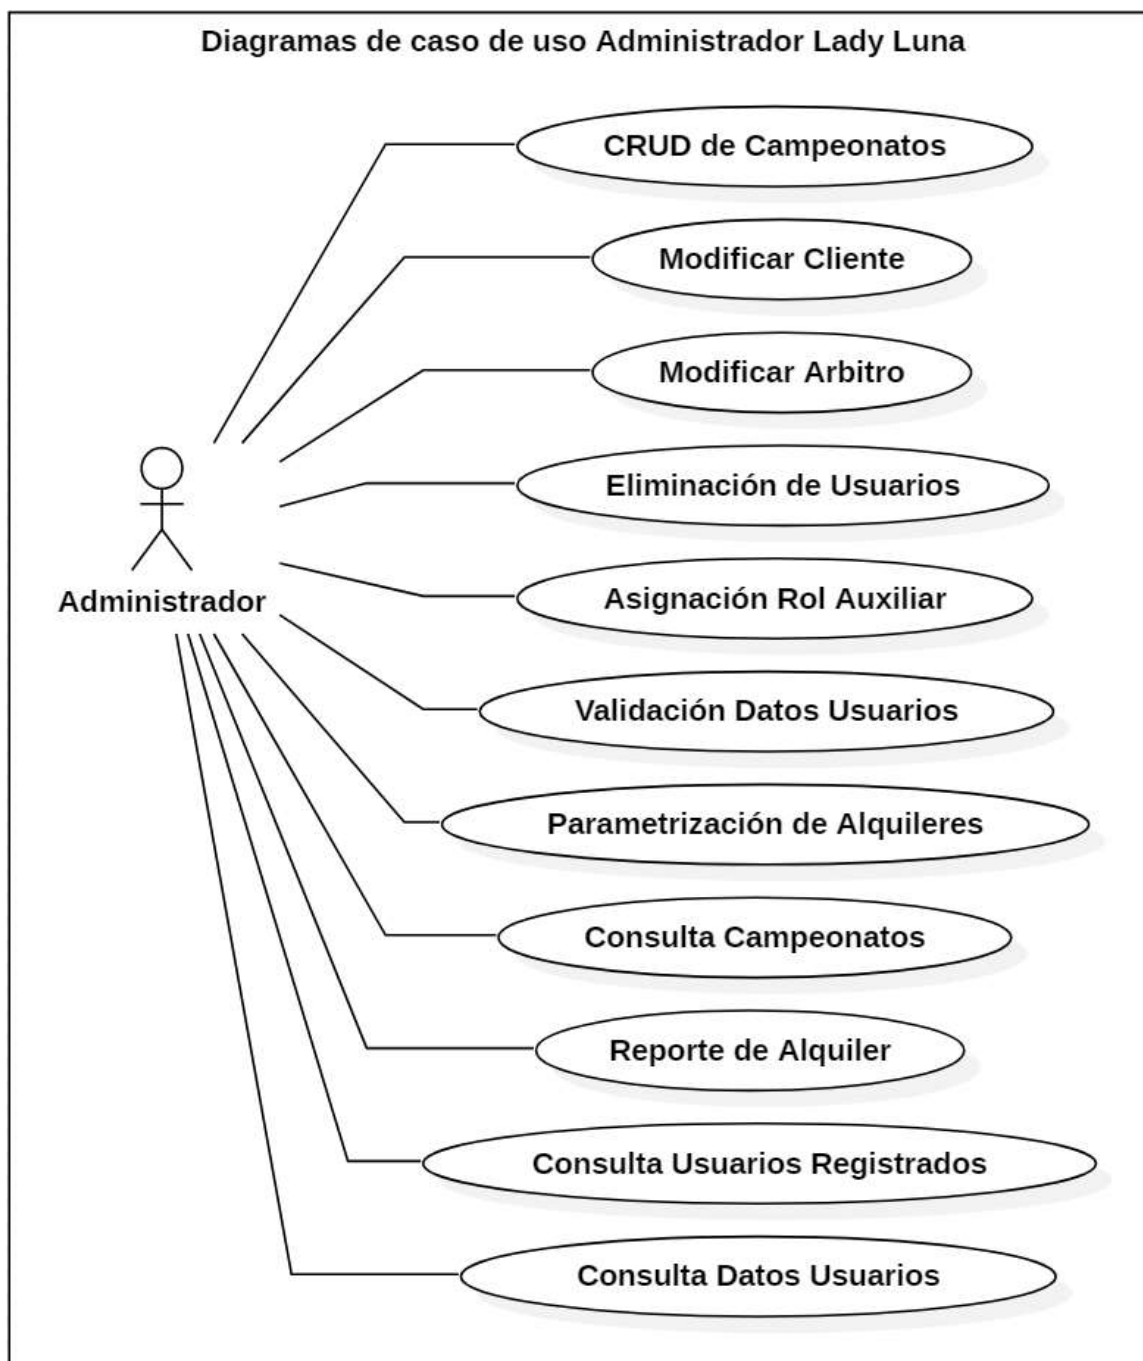 Diagramas de caso de uso Administrador Lady Luna
CRUD de Campeonatos
Modificar Cliente
Modificar Arbitro
Eliminación de Usuarios
Asignación Rol Auxiliar
Administrador
Validación Datos Usuarios
Parametrización de Alquileres
Consulta Campeonatos
Reporte de Alquiler
Consulta Usuarios Registrados
Consulta Datos Usuarios